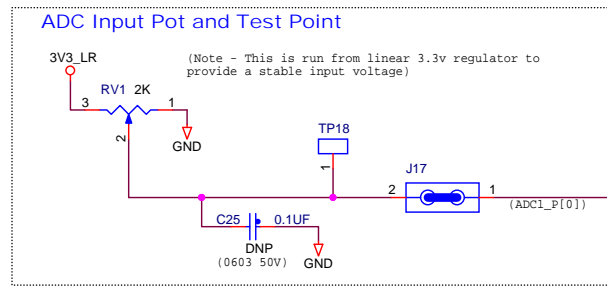 ADC Input Pot and Test Point
3V3_LR
(Note - This is run from linear 3.3v regulator to
provide a stable input voltage)
RV1 2K
3
1
2
GND
TP18
1
J17
2
1
(ADC1_P[0])
C25
0.1UF
DNP
(0603 50V)
GND